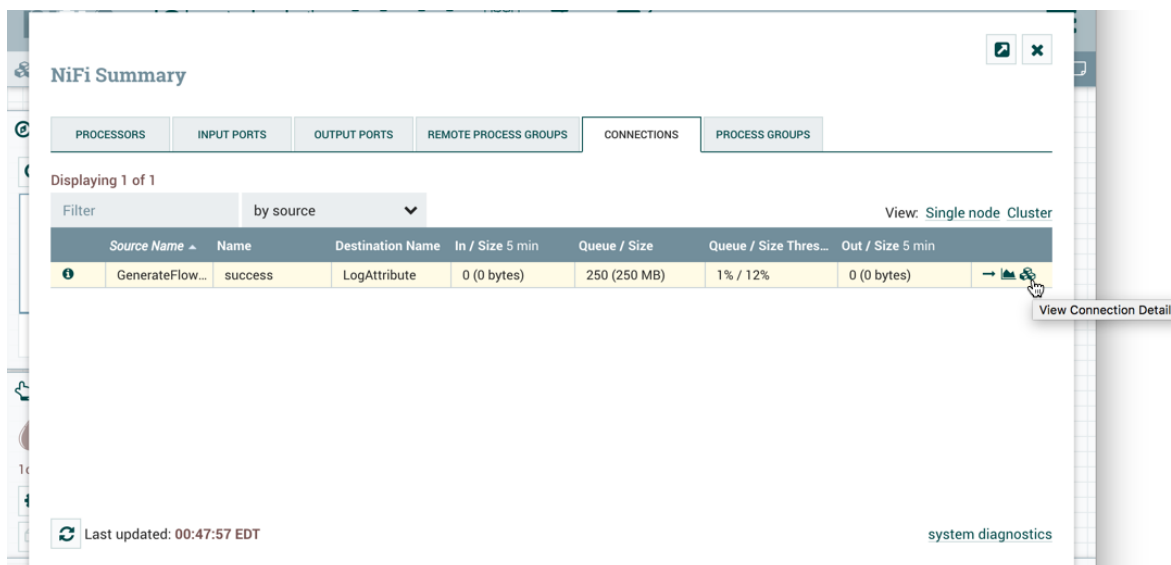 NiFi Summary
PROCESSORS INPUT PORTS OUTPUT PORTS REMOTE PROCESS GROUPS CONNECTIONS PROCESS GROUPS
Displaying 1 of 1
Filter by source View: Single node Cluster
Source Name Name Destination Name In / Size 5 min Queue / Size Queue / Size Thres... Out / Size 5 min
GenerateFlow... success LogAttribute 0 (0 bytes) 250 (250 MB) 1% / 12% 0 (0 bytes)
View Connection Detail
Last updated: 00:47:57 EDT system diagnostics